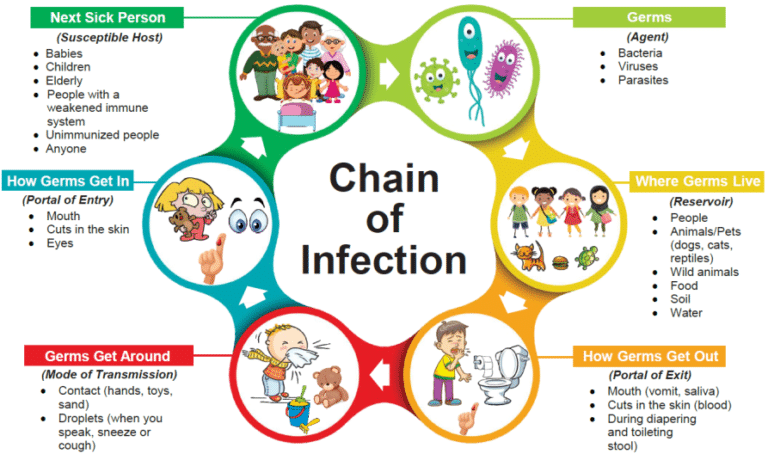 Next Sick Person
(Susceptible Host)
• Babies
• Children
• Elderly
• People with a
weakened immune
system
• Unimmunized people
• Anyone
Germs
(Agent)
• Bacteria
• Viruses
• Parasites
How Germs Get In
(Portal of Entry)
• Mouth
• Cuts in the skin
• Eyes
Chain
of
Infection
Where Germs Live
(Reservoir)
• People
• Animals/Pets
(dogs, cats,
reptiles)
• Wild animals
• Food
• Soil
• Water
Germs Get Around
(Mode of Transmission)
• Contact (hands, toys,
sand)
• Droplets (when you
speak, sneeze or
cough)
How Germs Get Out
(Portal of Exit)
• Mouth (vomit, saliva)
• Cuts in the skin (blood)
• During diapering
and toileting
stool)